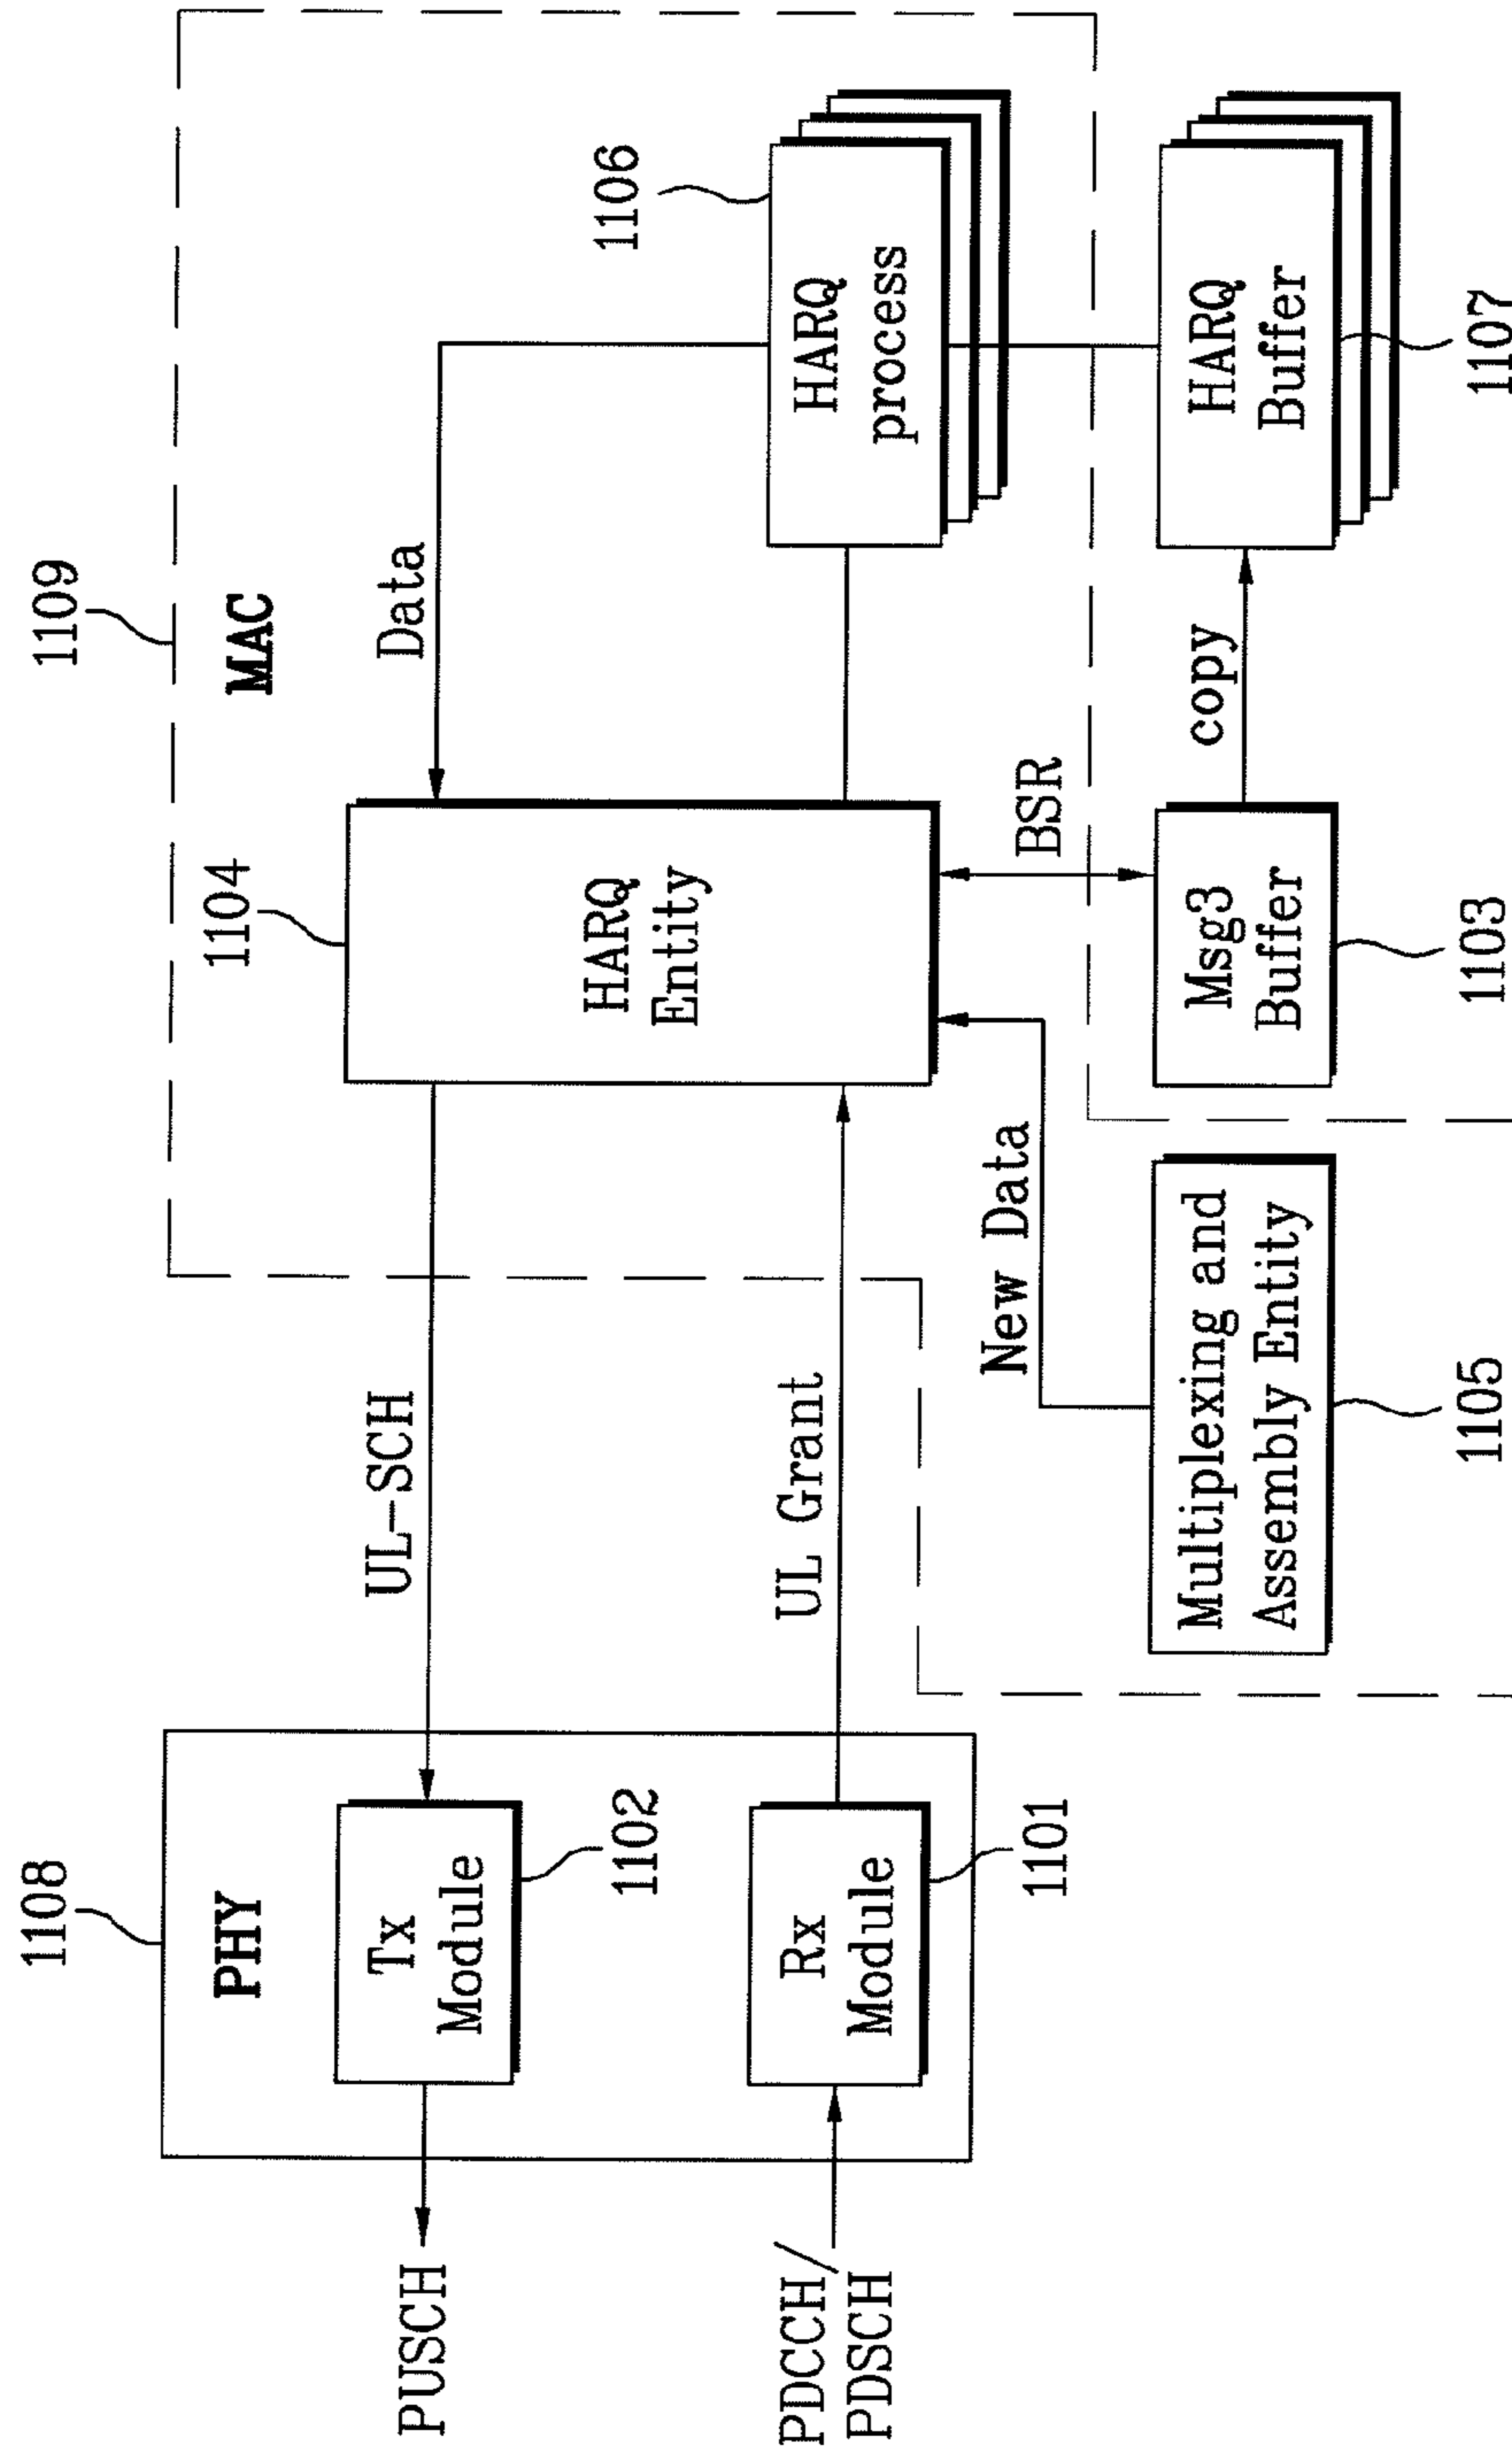 1108
PHY
Tx
Module
1102
Rx
Module
1101
PUSCH
PDCCH/
PDSCH
UL-SCH
UL Grant
1109
MAC
1104
HARQ
Entity
Data
1106
HARQ
process
New Data
BSR
Multiplexing and
Assembly Entity
1105
Msg3
Buffer
1103
copy
HARQ
Buffer
1107